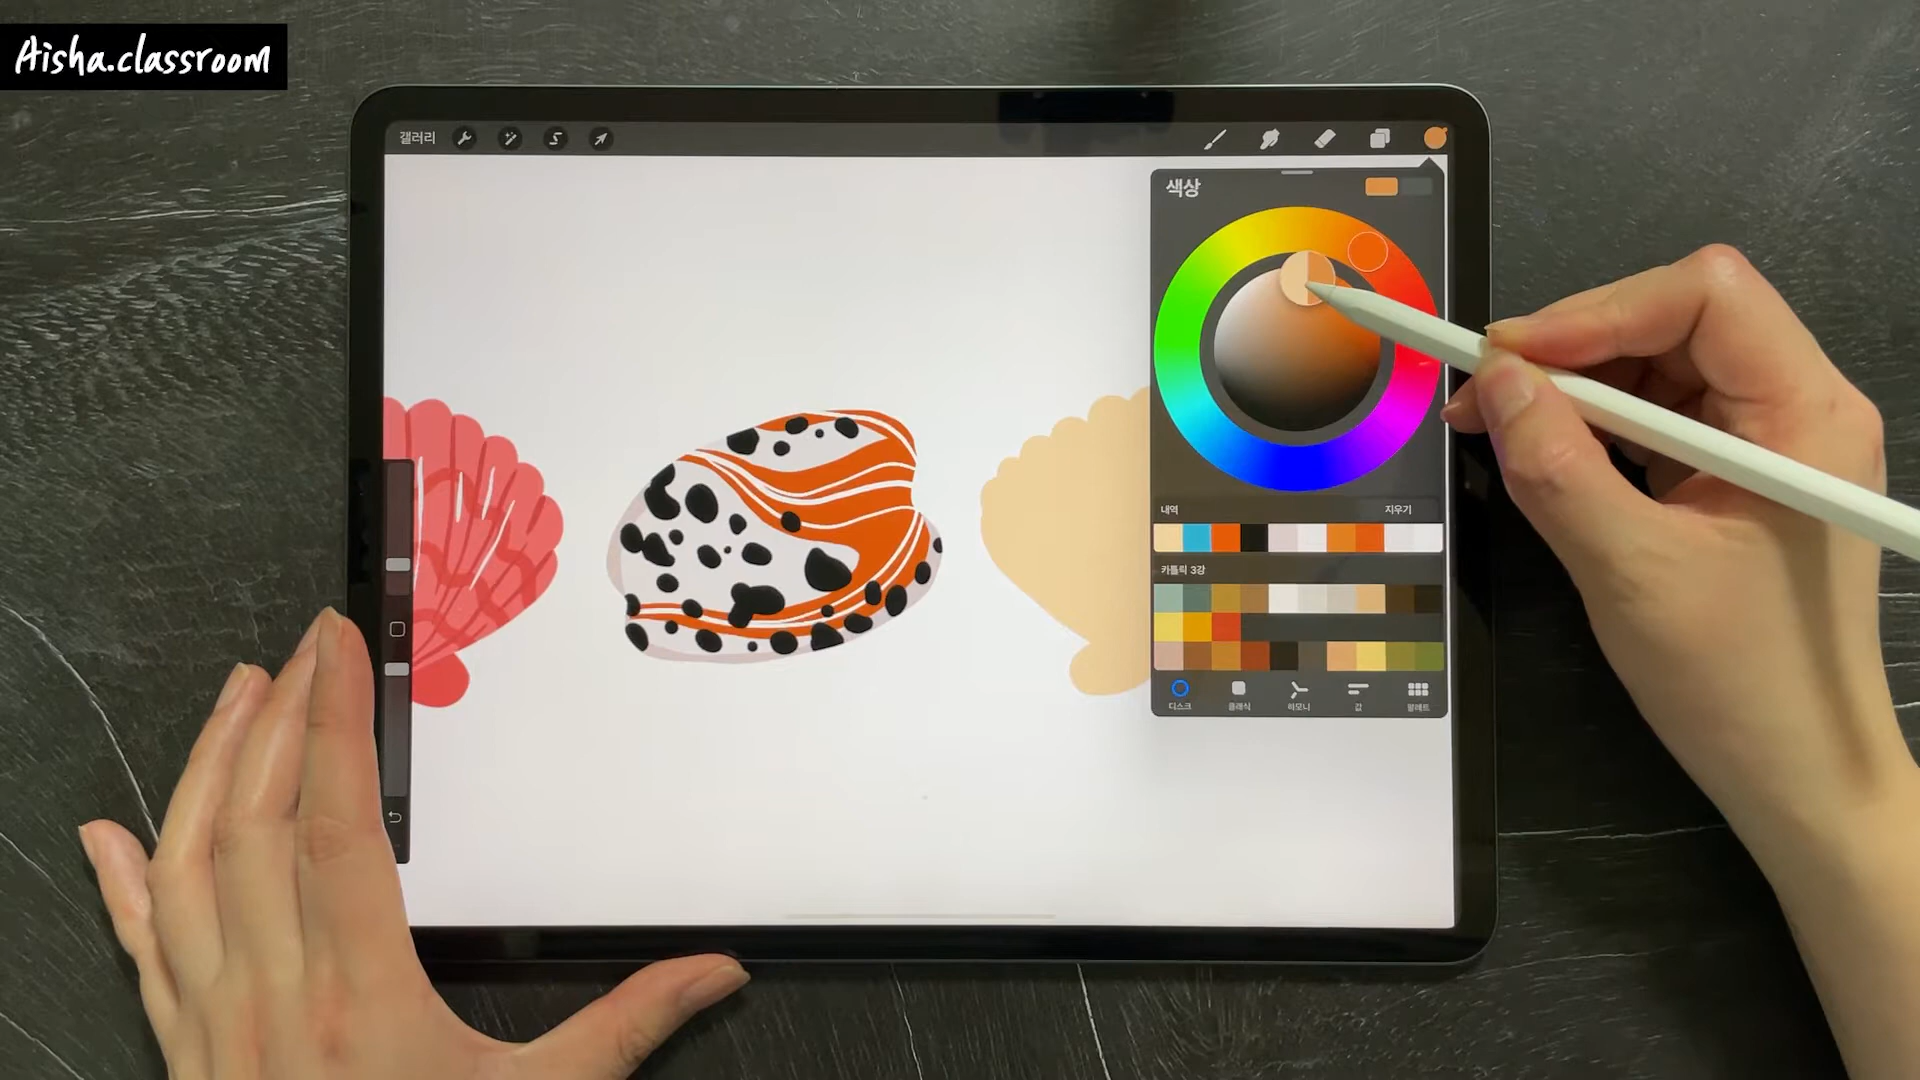 Aisha.classroom
갤러리
색상
내역 지우기
카틀릭 3강
디스크 클래식 하모니 값 팔레트